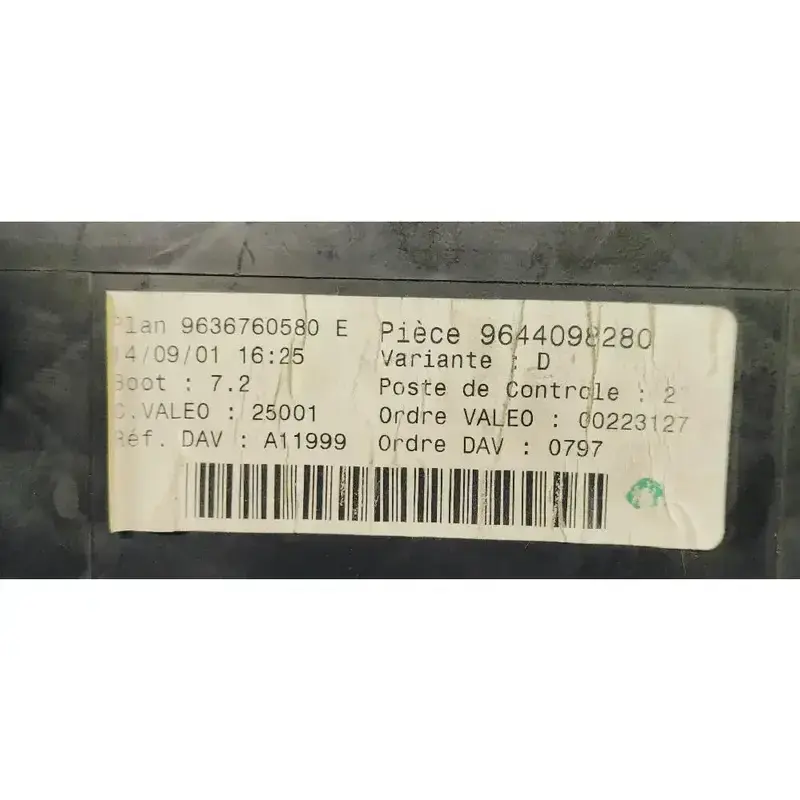 Plan 9636760580 E
14/09/01 16:25
Boot : 7.2
C.VALEO : 25001
Réf. DAV : A11999
Pièce 9644098280
Variante : D
Poste de Controle : 2
Ordre VALEO : 00223127
Ordre DAV : 0797